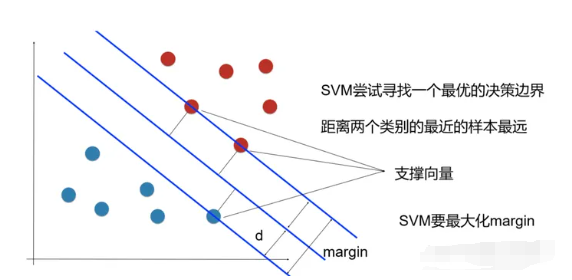 SVM尝试寻找一个最优的决策边界
距离两个类别的最近的样本最远
支撑向量
SVM要最大化margin
d
margin